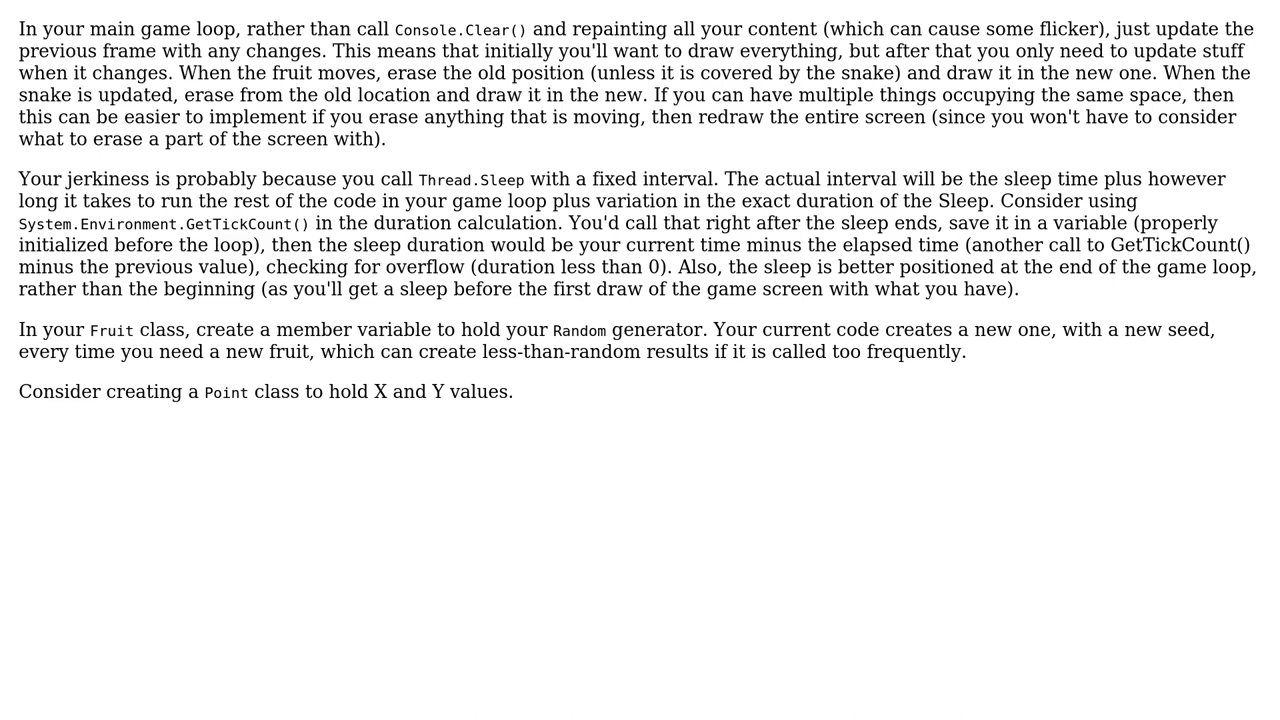 In your main game loop, rather than call Console.Clear() and repainting all your content (which can cause some flicker), just update the
previous frame with any changes. This means that initially you'll want to draw everything, but after that you only need to update stuff
when it changes. When the fruit moves, erase the old position (unless it is covered by the snake) and draw it in the new one. When the
snake is updated, erase from the old location and draw it in the new. If you can have multiple things occupying the same space, then
this can be easier to implement if you erase anything that is moving, then redraw the entire screen (since you won't have to consider
what to erase a part of the screen with).
Your jerkiness is probably because you call Thread.Sleep with a fixed interval. The actual interval will be the sleep time plus however
long it takes to run the rest of the code in your game loop plus variation in the exact duration of the Sleep. Consider using
System.Environment.GetTickCount() in the duration calculation. You'd call that right after the sleep ends, save it in a variable (properly
initialized before the loop), then the sleep duration would be your current time minus the elapsed time (another call to GetTickCount()
minus the previous value), checking for overflow (duration less than 0). Also, the sleep is better positioned at the end of the game loop,
rather than the beginning (as you'll get a sleep before the first draw of the game screen with what you have).
In your Fruit class, create a member variable to hold your Random generator. Your current code creates a new one, with a new seed,
every time you need a new fruit, which can create less-than-random results if it is called too frequently.
Consider creating a Point class to hold X and Y values.